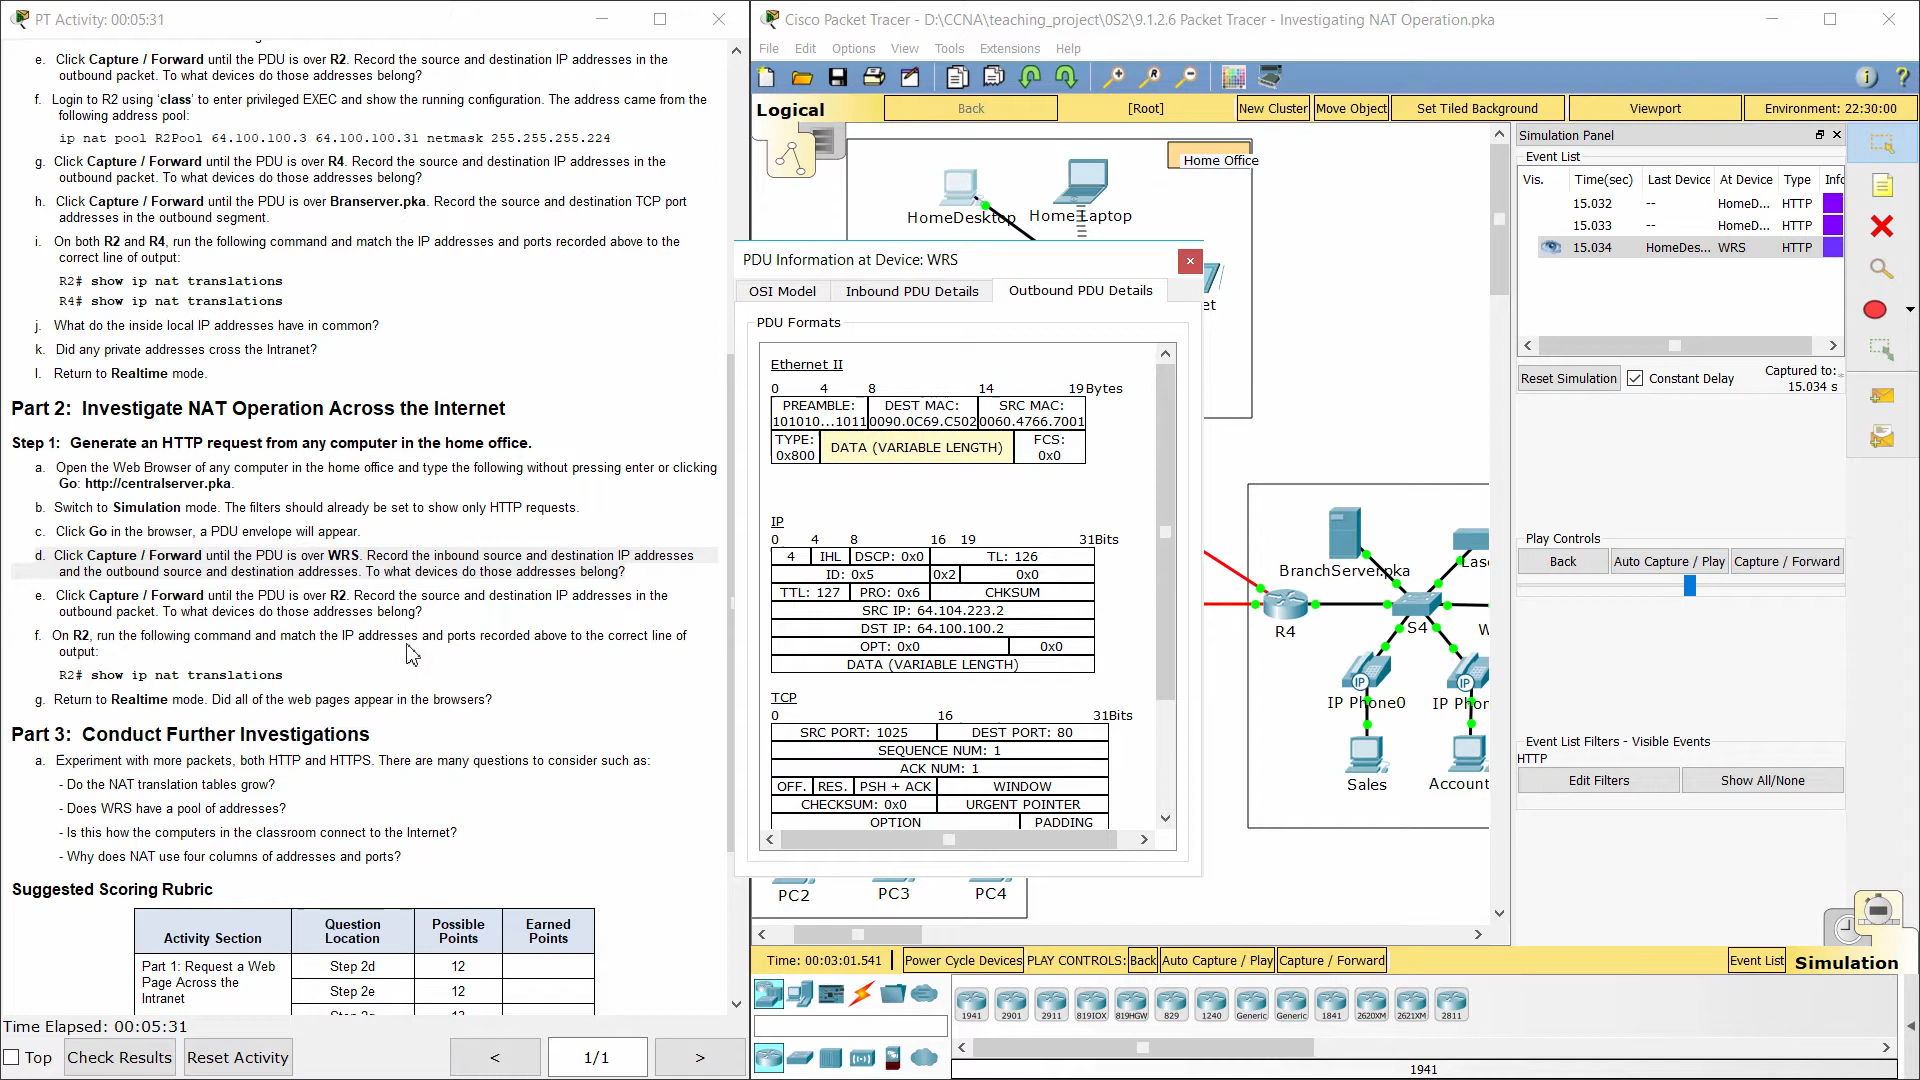 PT Activity: 00:05:31
e. Click Capture / Forward until the PDU is over R2. Record the source and destination IP addresses in the
outbound packet. To what devices do those addresses belong?
f. Login to R2 using ‘class’ to enter privileged EXEC and show the running configuration. The address came from the
following address pool:
ip nat pool R2Pool 64.100.100.3 64.100.100.31 netmask 255.255.255.224
g. Click Capture / Forward until the PDU is over R4. Record the source and destination IP addresses in the
outbound packet. To what devices do those addresses belong?
h. Click Capture / Forward until the PDU is over Branserver.pka. Record the source and destination TCP port
addresses in the outbound segment.
i. On both R2 and R4, run the following command and match the IP addresses and ports recorded above to the
correct line of output:
R2# show ip nat translations
R4# show ip nat translations
j. What do the inside local IP addresses have in common?
k. Did any private addresses cross the Intranet?
l. Return to Realtime mode.
Part 2: Investigate NAT Operation Across the Internet
Step 1: Generate an HTTP request from any computer in the home office.
a. Open the Web Browser of any computer in the home office and type the following without pressing enter or clicking
Go: http://centralserver.pka.
b. Switch to Simulation mode. The filters should already be set to show only HTTP requests.
c. Click Go in the browser, a PDU envelope will appear.
d. Click Capture / Forward until the PDU is over WRS. Record the inbound source and destination IP addresses
and the outbound source and destination addresses. To what devices do those addresses belong?
e. Click Capture / Forward until the PDU is over R2. Record the source and destination IP addresses in the
outbound packet. To what devices do those addresses belong?
f. On R2, run the following command and match the IP addresses and ports recorded above to the correct line of
output:
R2# show ip nat translations
g. Return to Realtime mode. Did all of the web pages appear in the browsers?
Part 3: Conduct Further Investigations
a. Experiment with more packets, both HTTP and HTTPS. There are many questions to consider such as:
- Do the NAT translation tables grow?
- Does WRS have a pool of addresses?
- Is this how the computers in the classroom connect to the Internet?
- Why does NAT use four columns of addresses and ports?
Suggested Scoring Rubric
Activity Section Question Location Possible Points Earned Points
Part 1: Request a Web Page Across the Intranet
Step 2d 12
Step 2e 12
Time Elapsed: 00:05:31
Top Check Results Reset Activity < 1/1 >
Cisco Packet Tracer - D:\CCNA\teaching_project\0S2\9.1.2.6 Packet Tracer - Investigating NAT Operation.pka
File Edit Options View Tools Extensions Help
Logical Back [Root] New Cluster Move Object Set Tiled Background Viewport Environment: 22:30:00
Home Office
HomeDesktop Home Laptop
PDU Information at Device: WRS
OSI Model Inbound PDU Details Outbound PDU Details
PDU Formats
Ethernet II
0 4 8 14 19 Bytes
PREAMBLE: DEST MAC: SRC MAC:
101010...1011 0090.0C69.C502 0060.4766.7001
TYPE: 0x800 DATA (VARIABLE LENGTH) FCS: 0x0
IP
0 4 8 16 19 31Bits
4 IHL DSCP: 0x0 TL: 126
ID: 0x5 0x2 0x0
TTL: 127 PRO: 0x6 CHKSUM
SRC IP: 64.104.223.2
DST IP: 64.100.100.2
OPT: 0x0 0x0
DATA (VARIABLE LENGTH)
TCP
0 16 31Bits
SRC PORT: 1025 DEST PORT: 80
SEQUENCE NUM: 1
ACK NUM: 1
OFF. RES. PSH + ACK WINDOW
CHECKSUM: 0x0 URGENT POINTER
OPTION PADDING
BranchServer.pka
R4 S4
IP Phone0
Sales
PC2 PC3 PC4
Simulation Panel
Event List
Vis. Time(sec) Last Device At Device Type Info
15.032 -- HomeD... HTTP
15.033 -- HomeD... HTTP
15.034 HomeDes... WRS HTTP
Reset Simulation Constant Delay Captured to:
15.034 s
Play Controls
Back Auto Capture / Play Capture / Forward
Event List Filters - Visible Events
HTTP
Edit Filters Show All/None
Time: 00:03:01.541 Power Cycle Devices PLAY CONTROLS: Back Auto Capture / Play Capture / Forward Event List Simulation
1941 2901 2911 819IOX 819HGW 829 1240 Generic Generic 1841 2620XM 2621XM 2811
1941